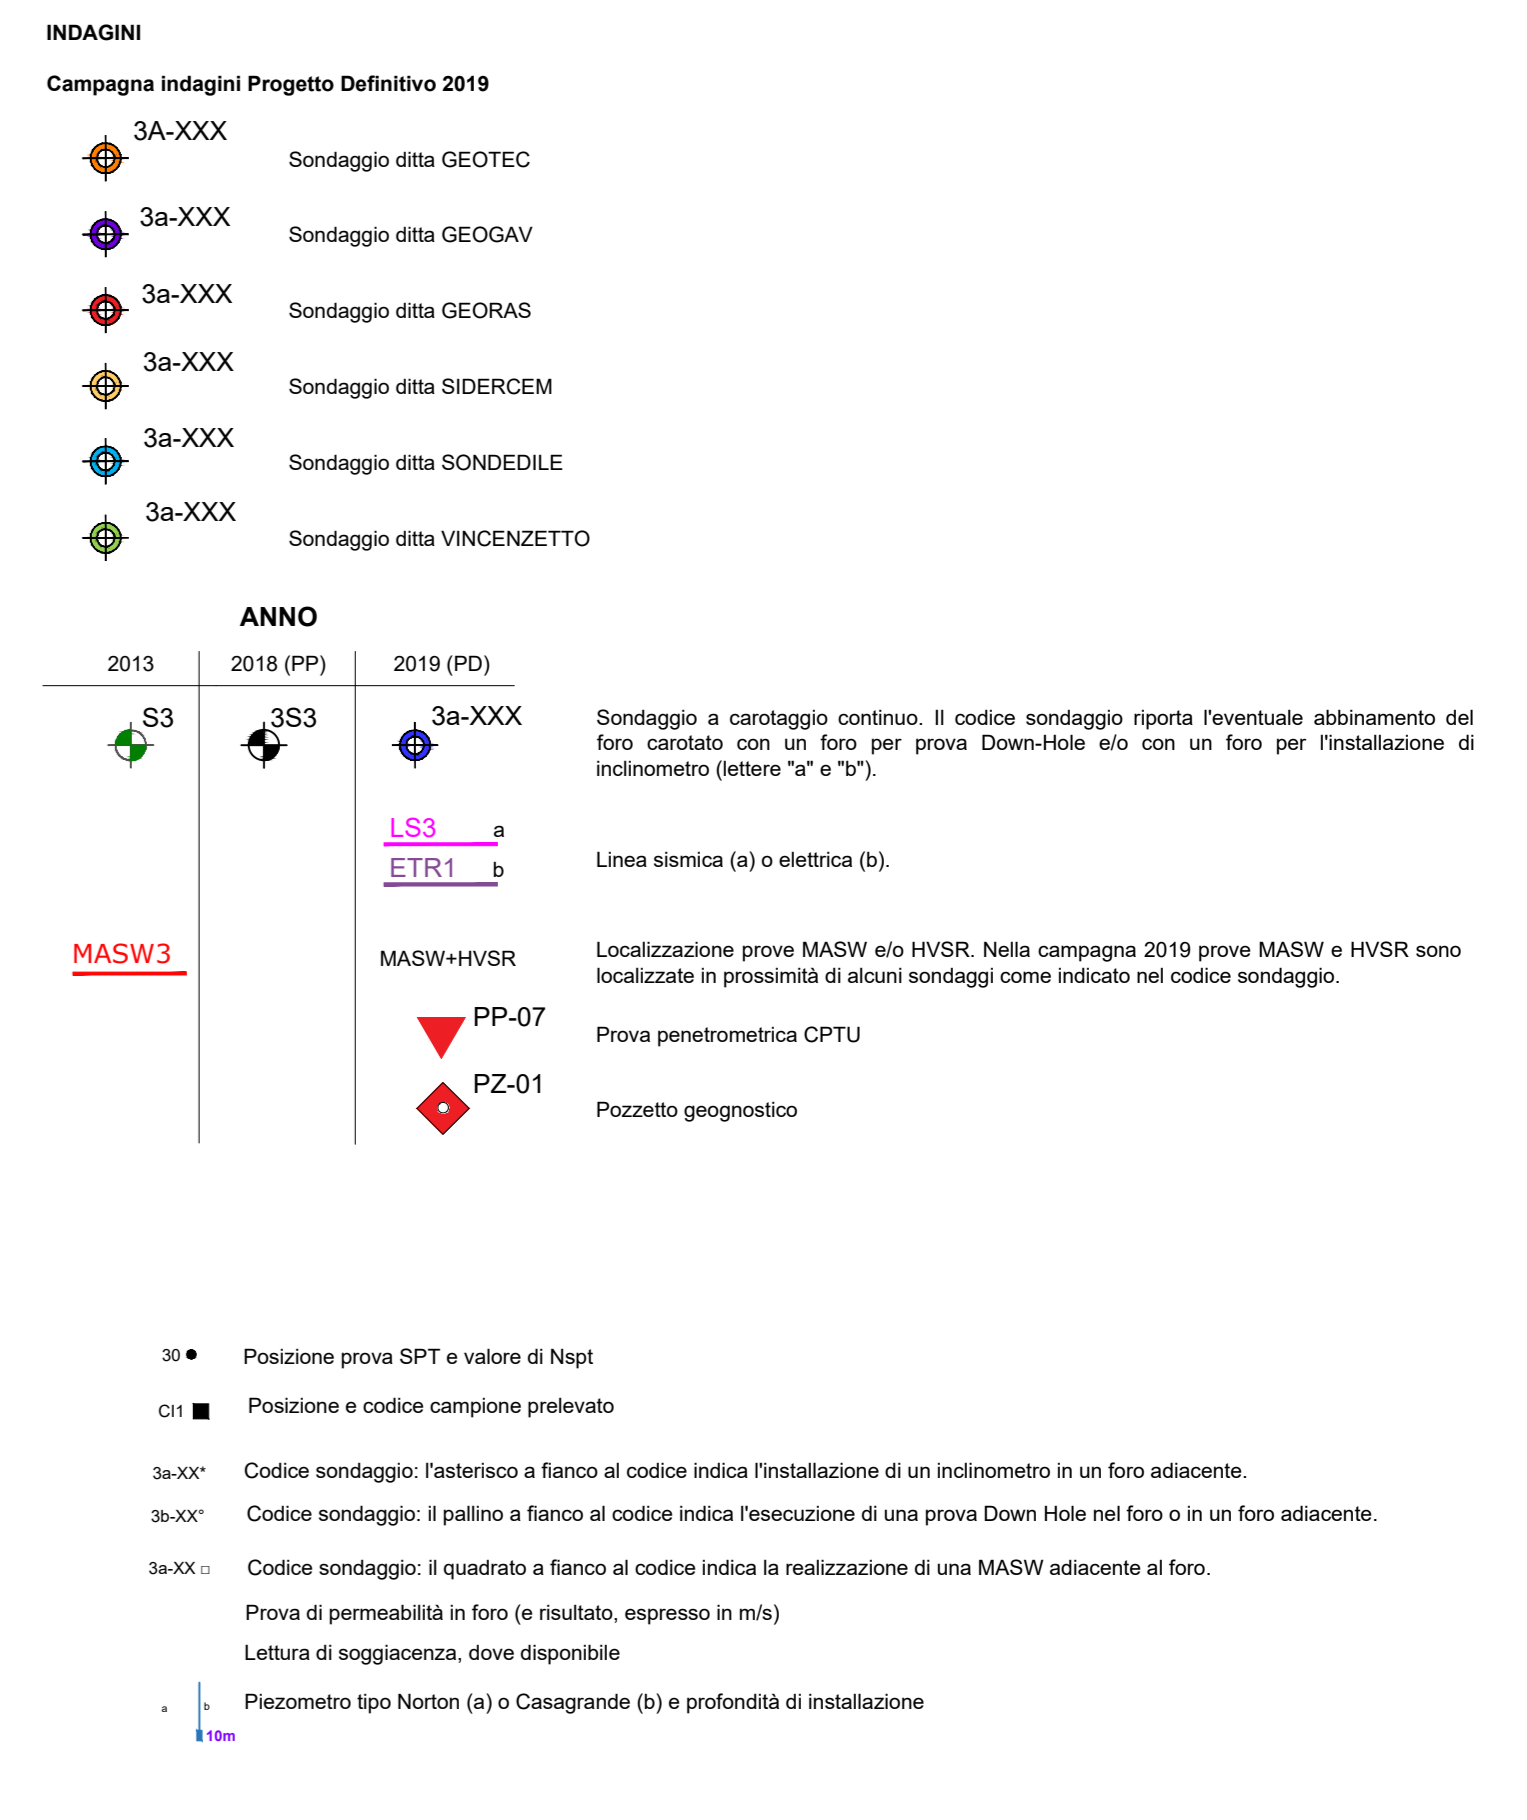 INDAGINI
Campagna indagini Progetto Definitivo 2019
3A-XXX
Sondaggio ditta GEOTEC
3a-XXX
Sondaggio ditta GEOGAV
3a-XXX
Sondaggio ditta GEORAS
3a-XXX
Sondaggio ditta SIDERCEM
3a-XXX
Sondaggio ditta SONDEDILE
3a-XXX
Sondaggio ditta VINCENZETTO
ANNO
2013 2018 (PP) 2019 (PD)
S3 3S3 3a-XXX
Sondaggio a carotaggio continuo. Il codice sondaggio riporta l'eventuale abbinamento del
foro carotato con un foro per prova Down-Hole e/o con un foro per l'installazione di
inclinometro (lettere "a" e "b").
LS3 a
ETR1 b
Linea sismica (a) o elettrica (b).
MASW3
MASW+HVSR
Localizzazione prove MASW e/o HVSR. Nella campagna 2019 prove MASW e HVSR sono
localizzate in prossimità di alcuni sondaggi come indicato nel codice sondaggio.
PP-07
Prova penetrometrica CPTU
PZ-01
Pozzetto geognostico
30
Posizione prova SPT e valore di Nspt
CI1
Posizione e codice campione prelevato
3a-XX*
Codice sondaggio: l'asterisco a fianco al codice indica l'installazione di un inclinometro in un foro adiacente.
3b-XX°
Codice sondaggio: il pallino a fianco al codice indica l'esecuzione di una prova Down Hole nel foro o in un foro adiacente.
3a-XX □
Codice sondaggio: il quadrato a fianco al codice indica la realizzazione di una MASW adiacente al foro.
Prova di permeabilità in foro (e risultato, espresso in m/s)
Lettura di soggiacenza, dove disponibile
a b
Piezometro tipo Norton (a) o Casagrande (b) e profondità di installazione
10m